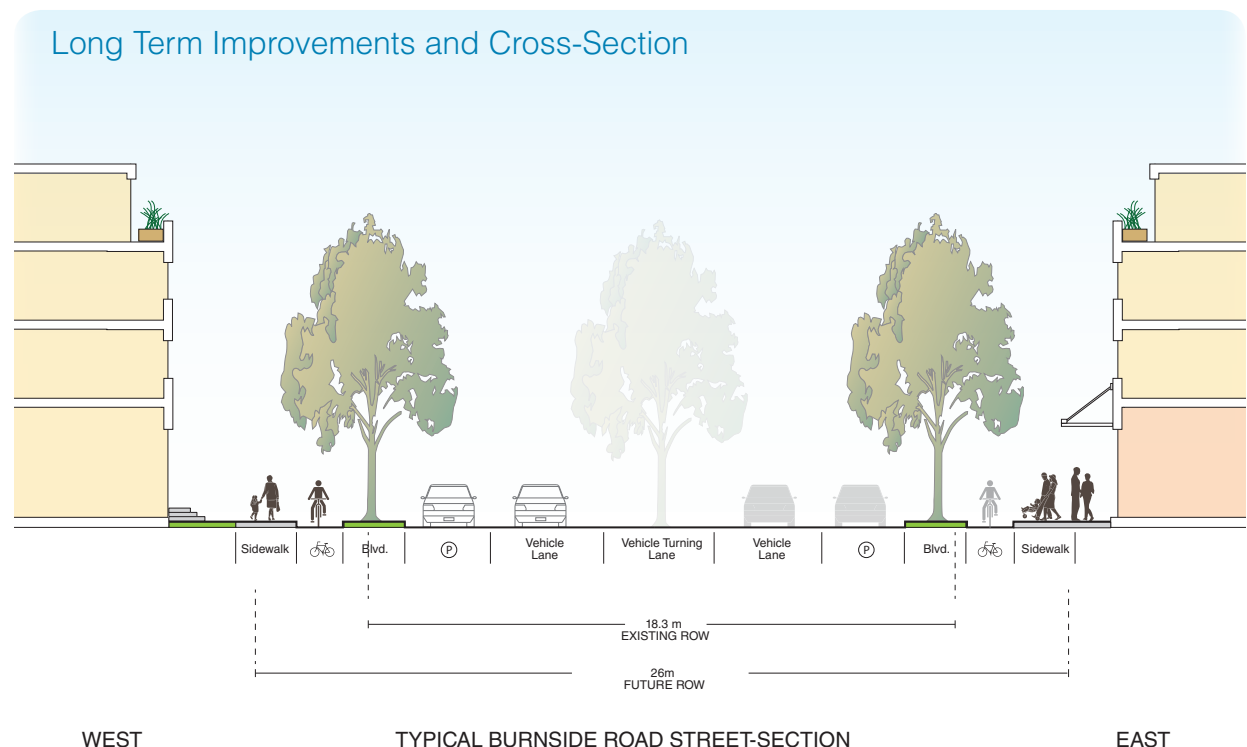 Long Term Improvements and Cross-Section
Sidewalk
Blvd.
P
Vehicle
Lane
Vehicle Turning
Lane
Vehicle
Lane
P
Blvd.
Sidewalk
18.3 m
EXISTING ROW
26m
FUTURE ROW
WEST
TYPICAL BURNSIDE ROAD STREET-SECTION
EAST